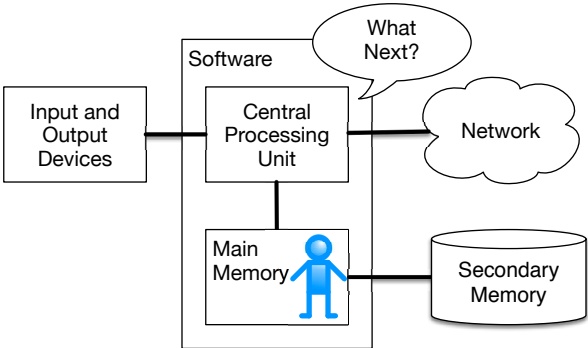 What
Next?
Software
Input and
Output
Devices
Central
Processing
Unit
Network
Main
Memory
Secondary
Memory